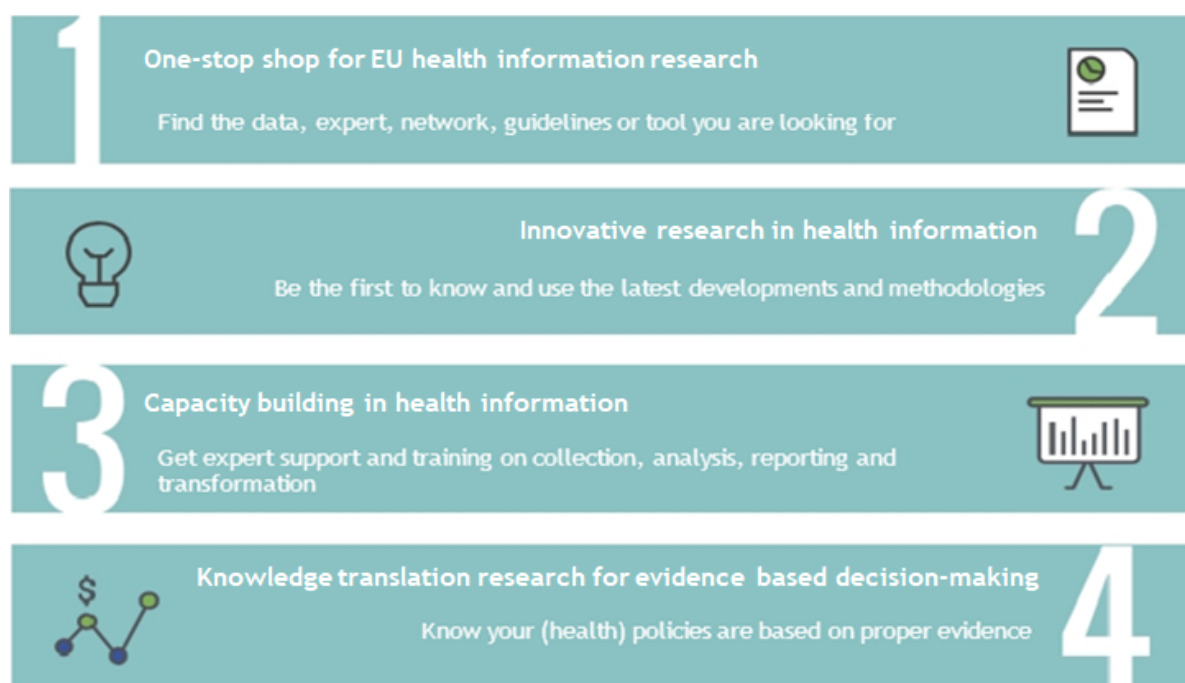 1
One-stop shop for EU health information research
Find the data, expert, network, guidelines or tool you are looking for
Innovative research in health information
Be the first to know and use the latest developments and methodologies
2
3
Capacity building in health information
Get expert support and training on collection, analysis, reporting and
transformation
$
Knowledge translation research for evidence based decision-making
Know your (health) policies are based on proper evidence
4